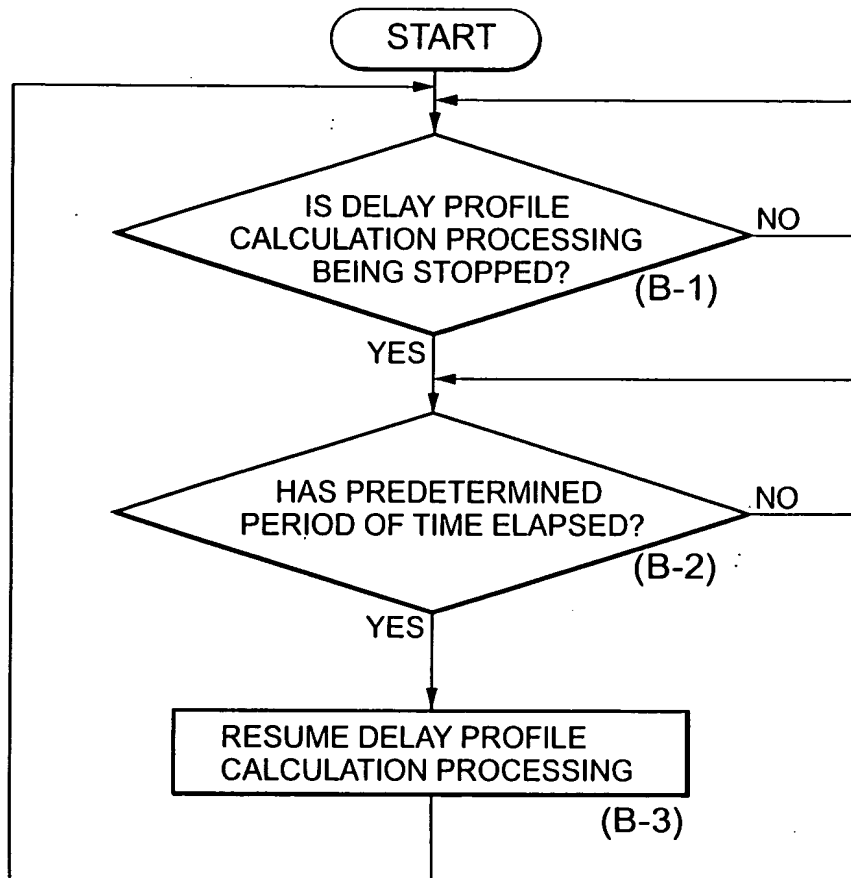 START
IS DELAY PROFILE
CALCULATION PROCESSING
BEING STOPPED?
NO
(B-1)
YES
HAS PREDETERMINED
PERIOD OF TIME ELAPSED?
NO
(B-2)
YES
RESUME DELAY PROFILE
CALCULATION PROCESSING
(B-3)